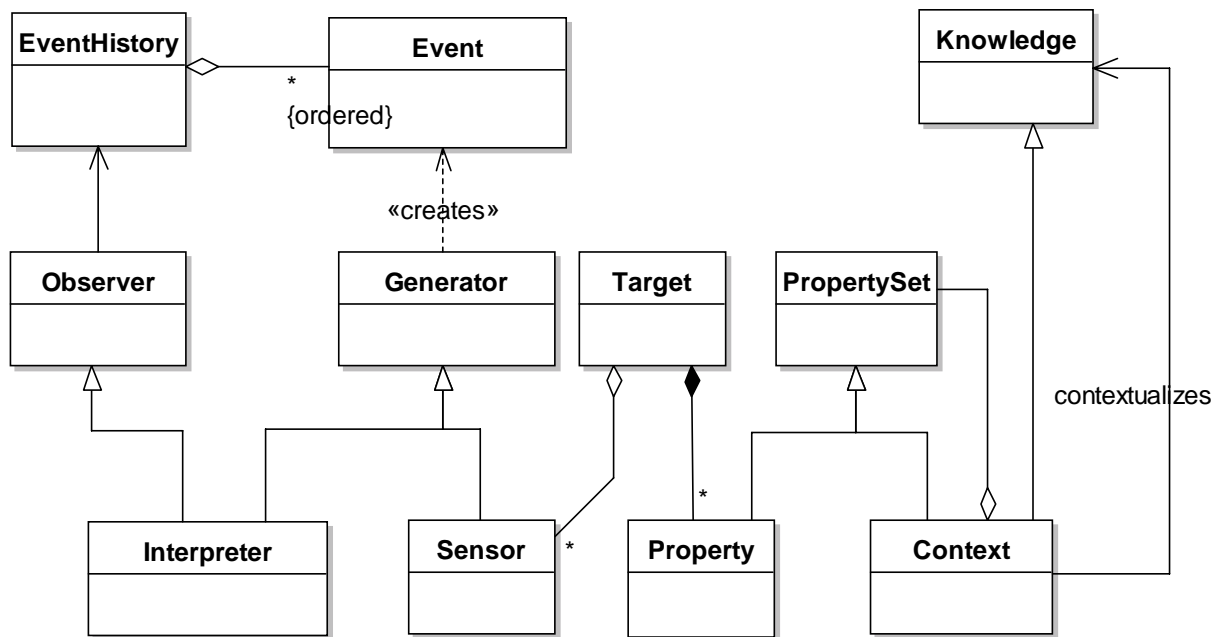 EventHistory
Event
Knowledge
*
{ordered}
«creates»
Observer
Generator
Target
PropertySet
contextualizes
*
*
Interpreter
Sensor
Property
Context